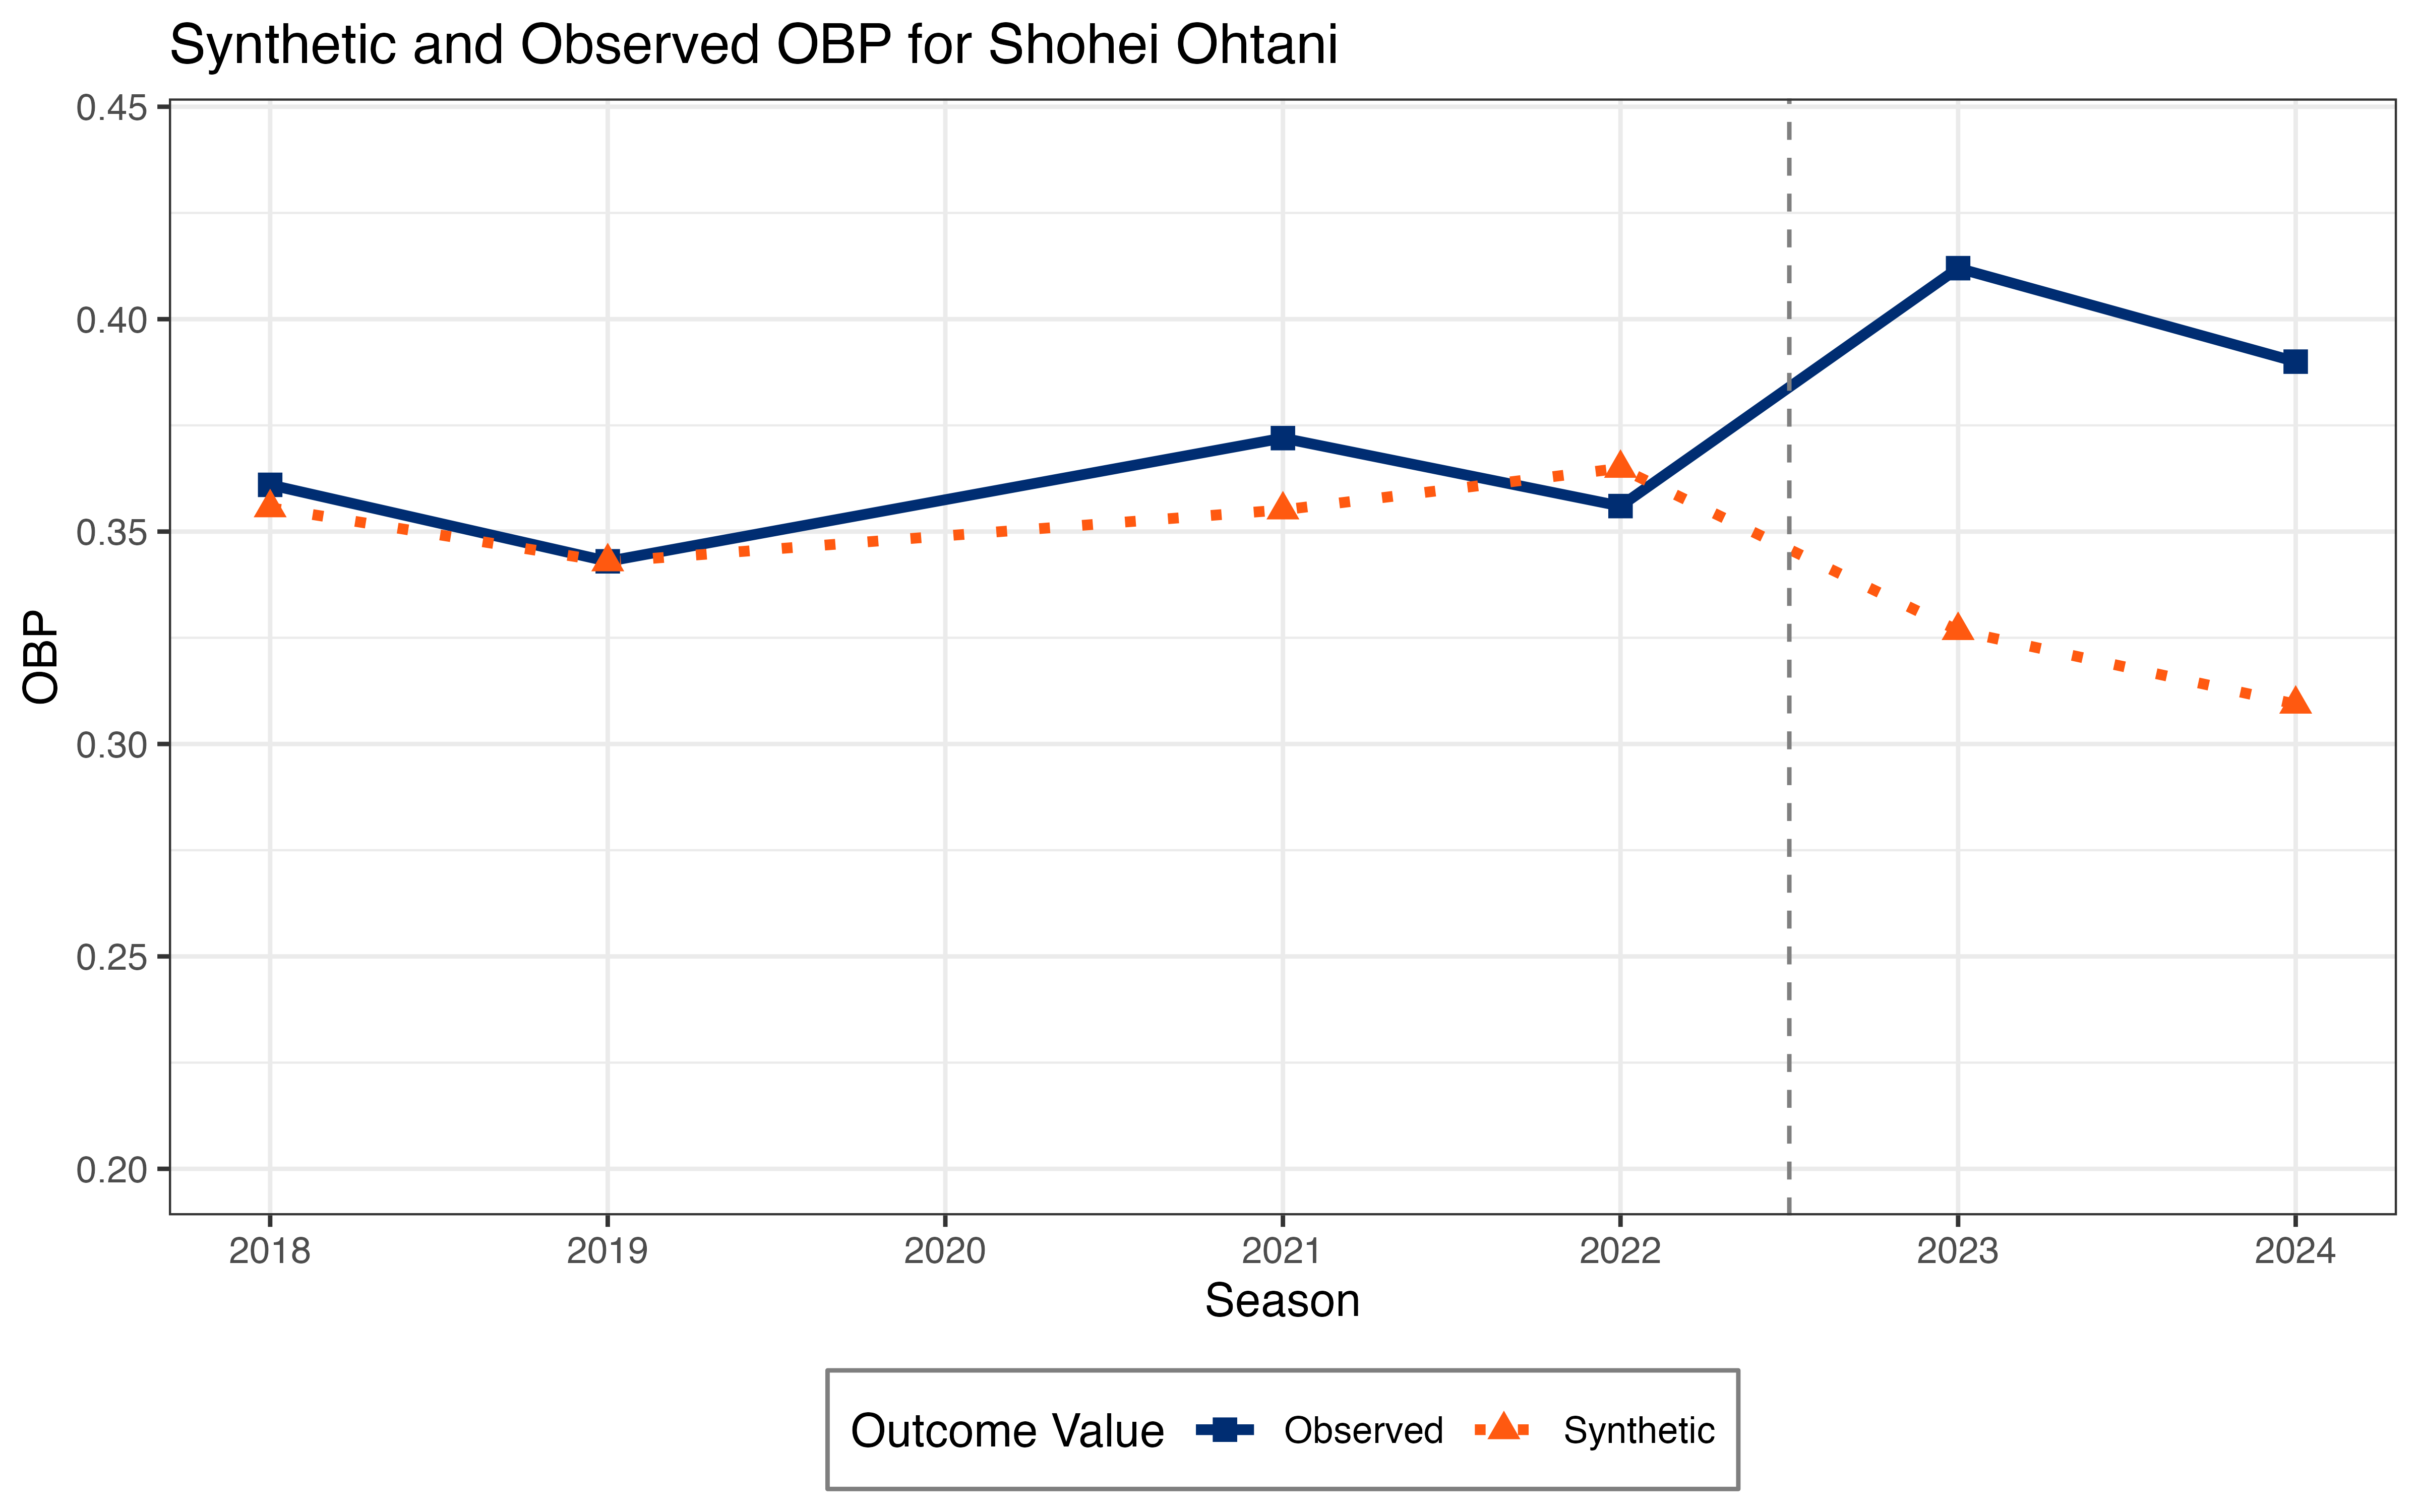 Synthetic and Observed OBP for Shohei Ohtani
0.45
0.40
0.35
0.30
0.25
0.20
OBP
2018 2019 2020 2021 2022 2023 2024
Season
Outcome Value Observed Synthetic